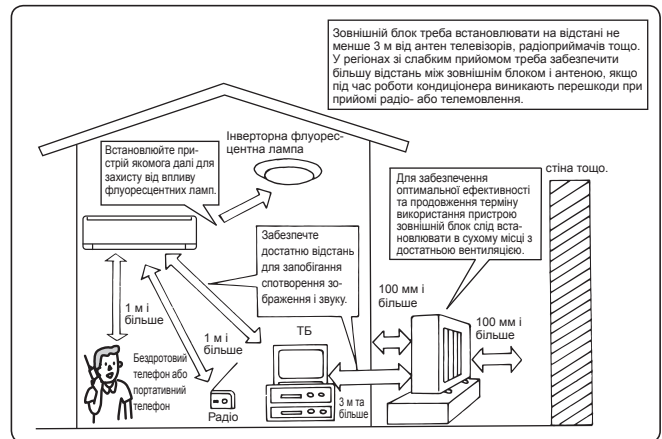 Зовнішній блок треба встановлювати на відстані не
менше 3 м від антен телевізорів, радіоприймачів тощо.
У регіонах зі слабким прийомом треба забезпечити
більшу відстань між зовнішнім блоком і антеною, якщо
під час роботи кондиціонера виникають перешкоди при
прийомі радіо- або телемовлення.
Інверторна флуорес-
центна лампа
Встановлюйте при-
стрій якомога далі для
захисту від впливу
флуоресцентних ламп.
стіна тощо.
Для забезпечення
оптимальної ефективності
та продовження терміну
використання пристрою
зовнішній блок слід вста-
новлювати в сухому місці з
достатньою вентиляцією.
Забезпечте
достатню відстань
для запобігання
спотворення зо-
браження і звуку.
100 мм і
більше
100 мм і
більше
1 м і
більше
1 м і
більше
ТБ
Бездротовий
телефон або
портативний
телефон
Радіо
3 м та
більше